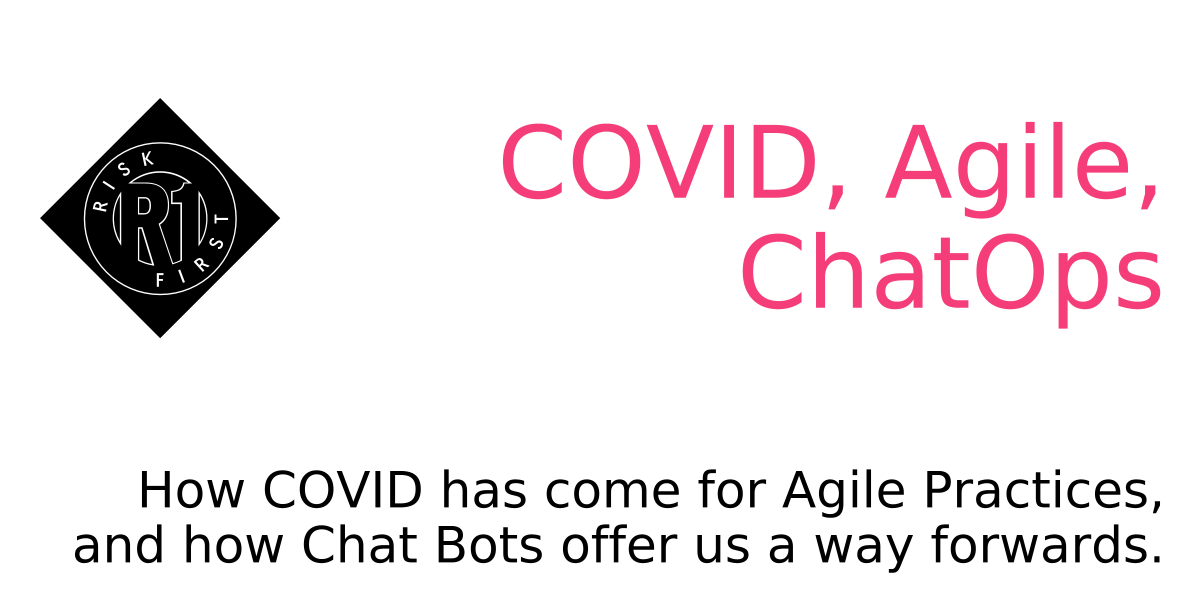 RISK
R1
FIRST
COVID, Agile,
ChatOps
How COVID has come for Agile Practices,
and how Chat Bots offer us a way forwards.